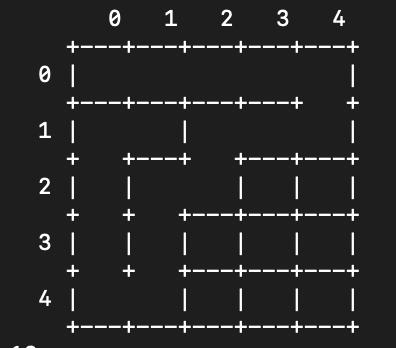 0   1   2   3   4
  +---+---+---+---+---+
0 |                   |
  +---+---+---+---+   +
1 |       |           |
  +   +---+   +---+---+
2 |   |       |   |   |
  +   +   +---+---+---+
3 |   |   |   |   |   |
  +   +   +---+---+---+
4 |       |   |   |   |
  +---+---+---+---+---+